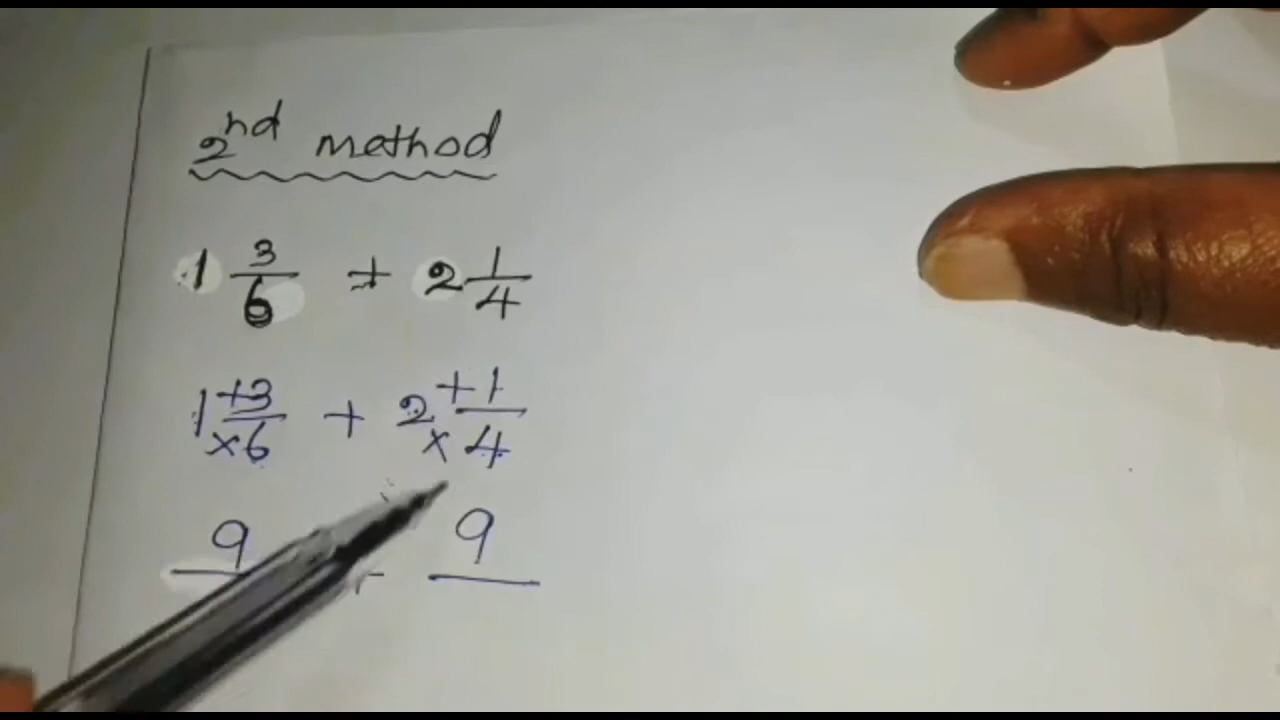 2nd method
1 3/6 + 2 1/4
1 +3/×6 + 2 +1/×4
9/ + 9/